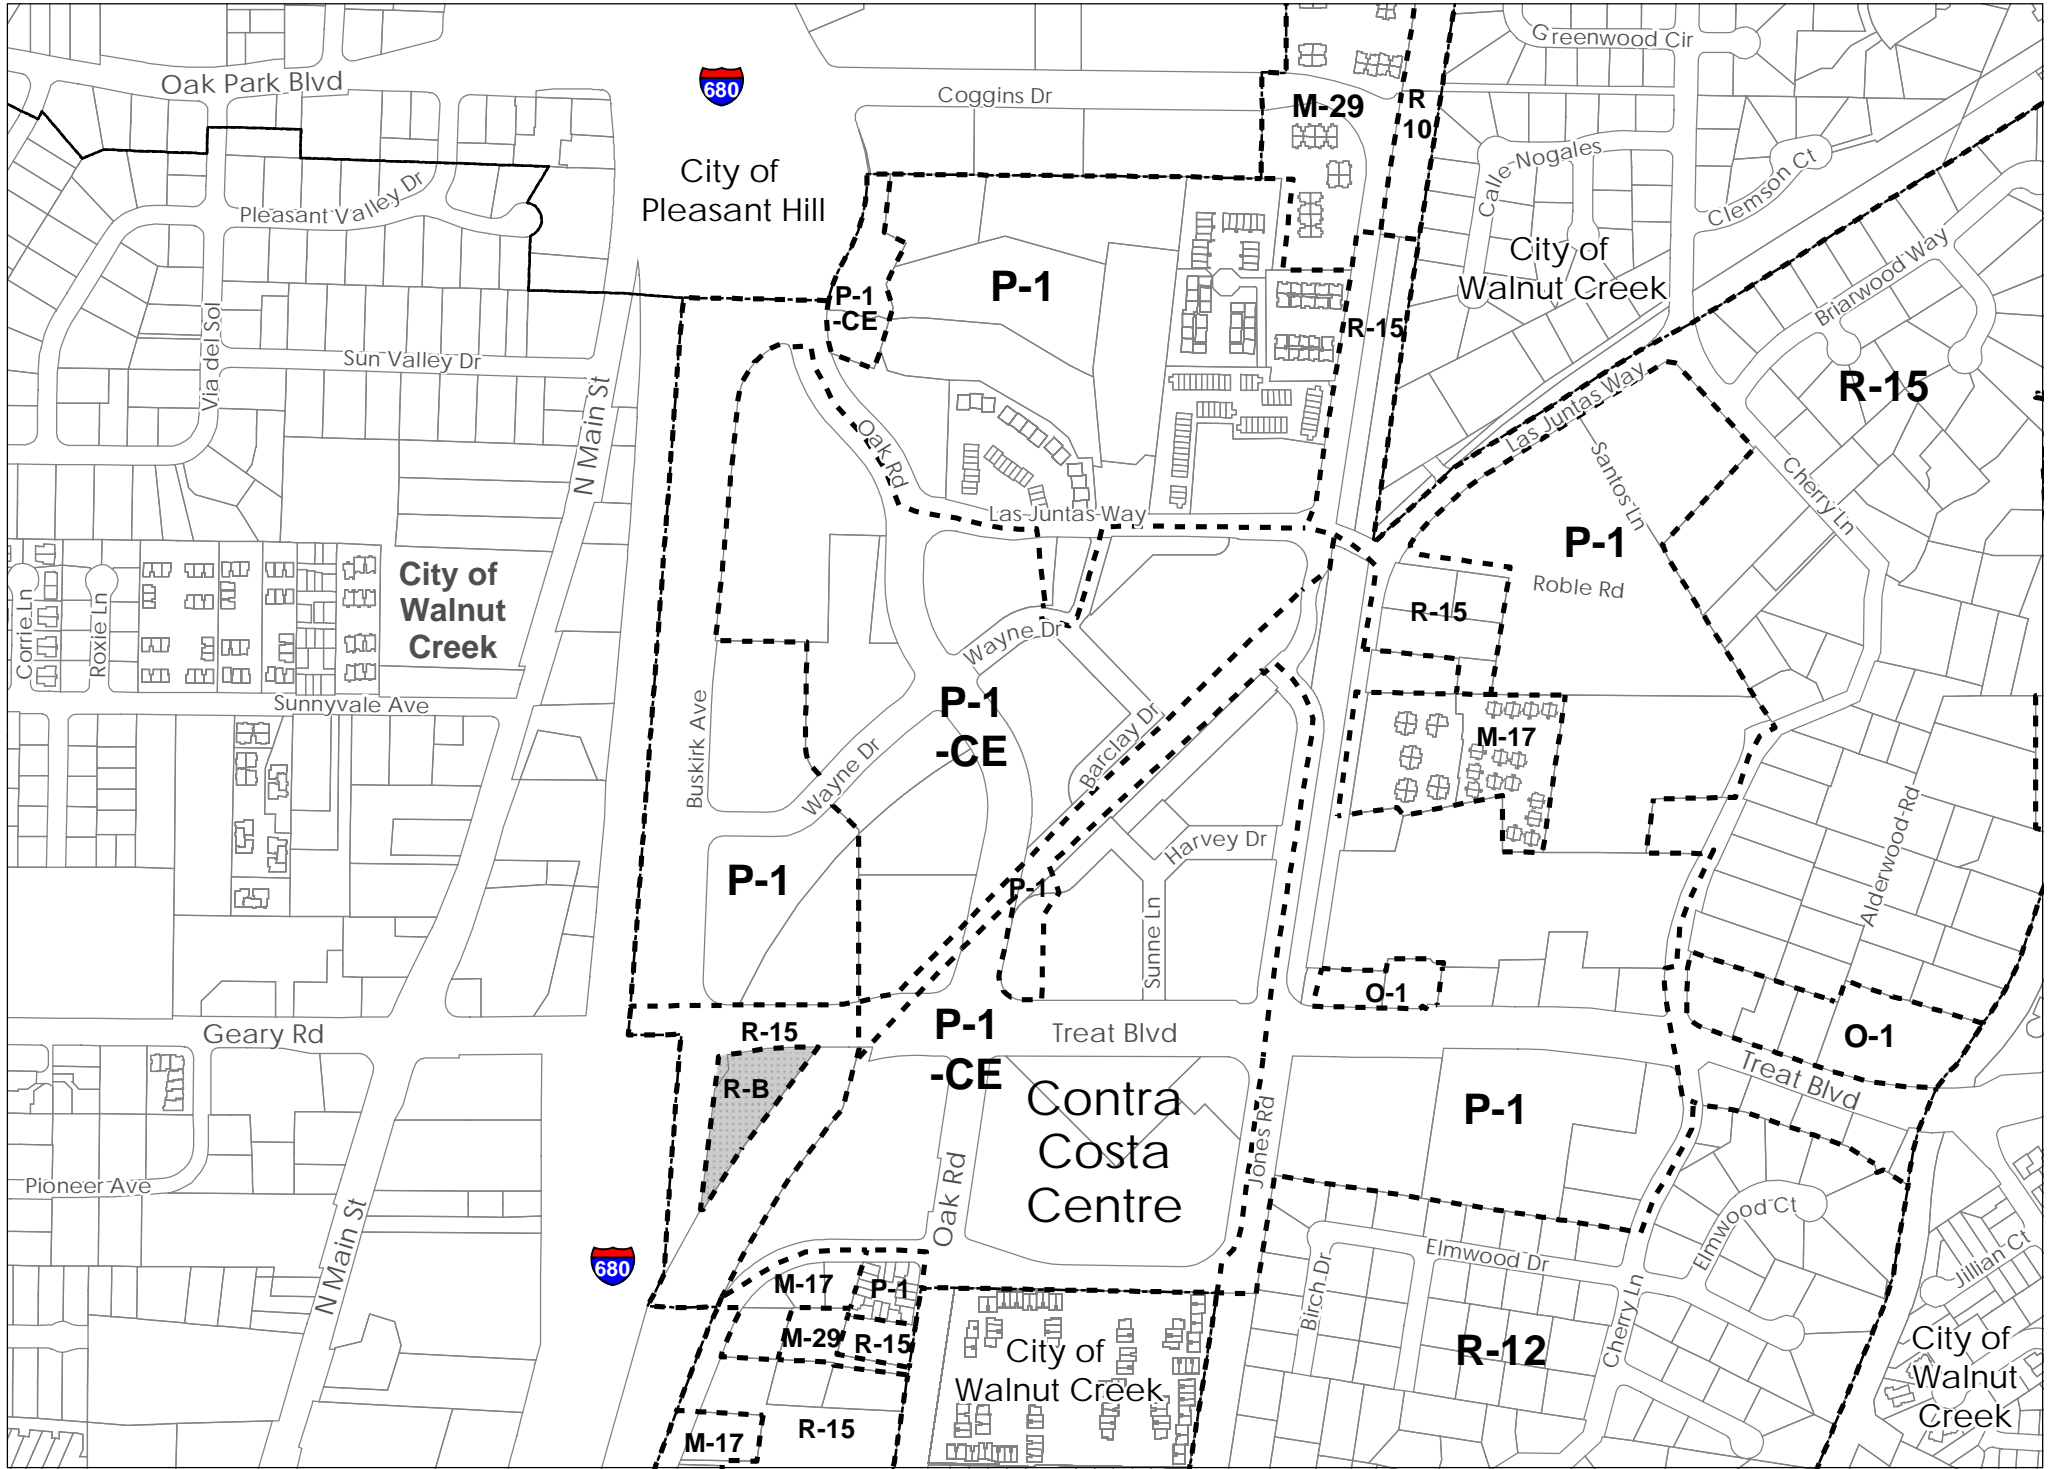 Greenwood Cir
Oak Park Blvd
680
Coggins Dr
M-29
R
10
Calle Nogales
Clemson Ct
City of
Pleasant Hill
Pleasant Valley Dr
City of
Walnut Creek
Briarwood Way
P-1
P-1
-CE
R-15
Via del Sol
Sun Valley Dr
N Main St
Las Juntas Way
R-15
Oak Rd
Santos Ln
Cherry Ln
Las Juntas Way
P-1
City of
Walnut
Creek
Roble Rd
R-15
Corrie Ln
Roxie Ln
Wayne Dr
Sunnyvale Ave
P-1
-CE
Buskirk Ave
Wayne Dr
Barclay Dr
M-17
Harvey Dr
Alderwood Rd
P-1
P-1
Sunne Ln
O-1
Geary Rd
R-15
P-1
-CE
Treat Blvd
O-1
Treat Blvd
R-B
Contra
Costa
Centre
P-1
Jones Rd
Pioneer Ave
Oak Rd
Elmwood Ct
N Main St
680
Elmwood Dr
Jillian Ct
M-17
P-1
Birch Dr
Cherry Ln
M-29
R-15
City of
Walnut Creek
R-12
City of
Walnut
Creek
M-17
R-15